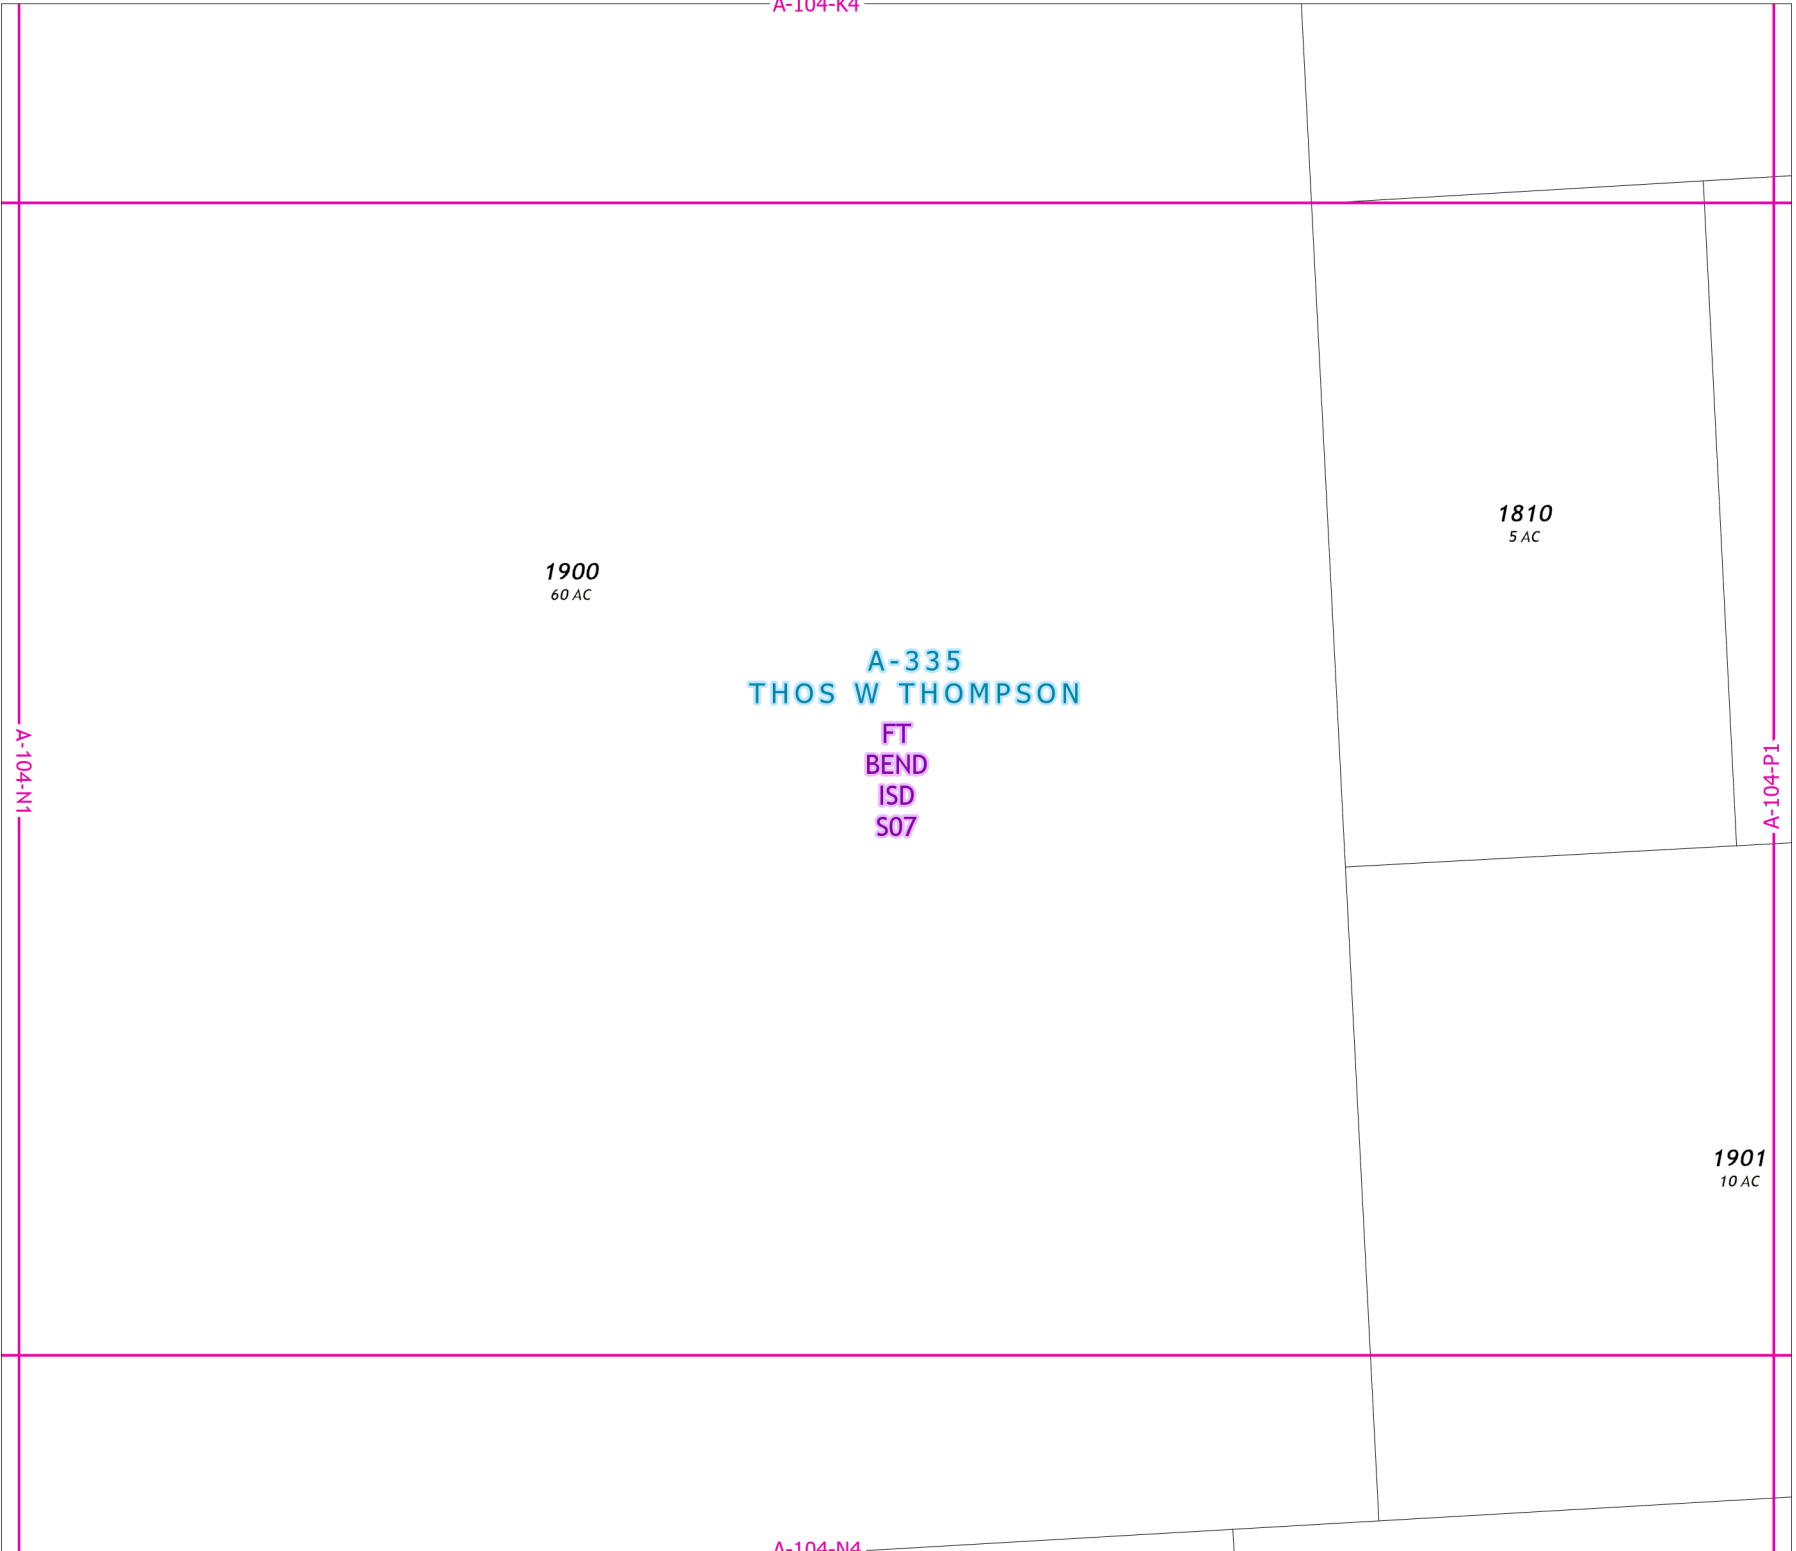 A-104-K4
1810
5 AC
1900
60 AC
A-335
THOS W THOMPSON
FT
BEND
ISD
S07
A-104-N1
A-104-P1
1901
10 AC
A-104-N4